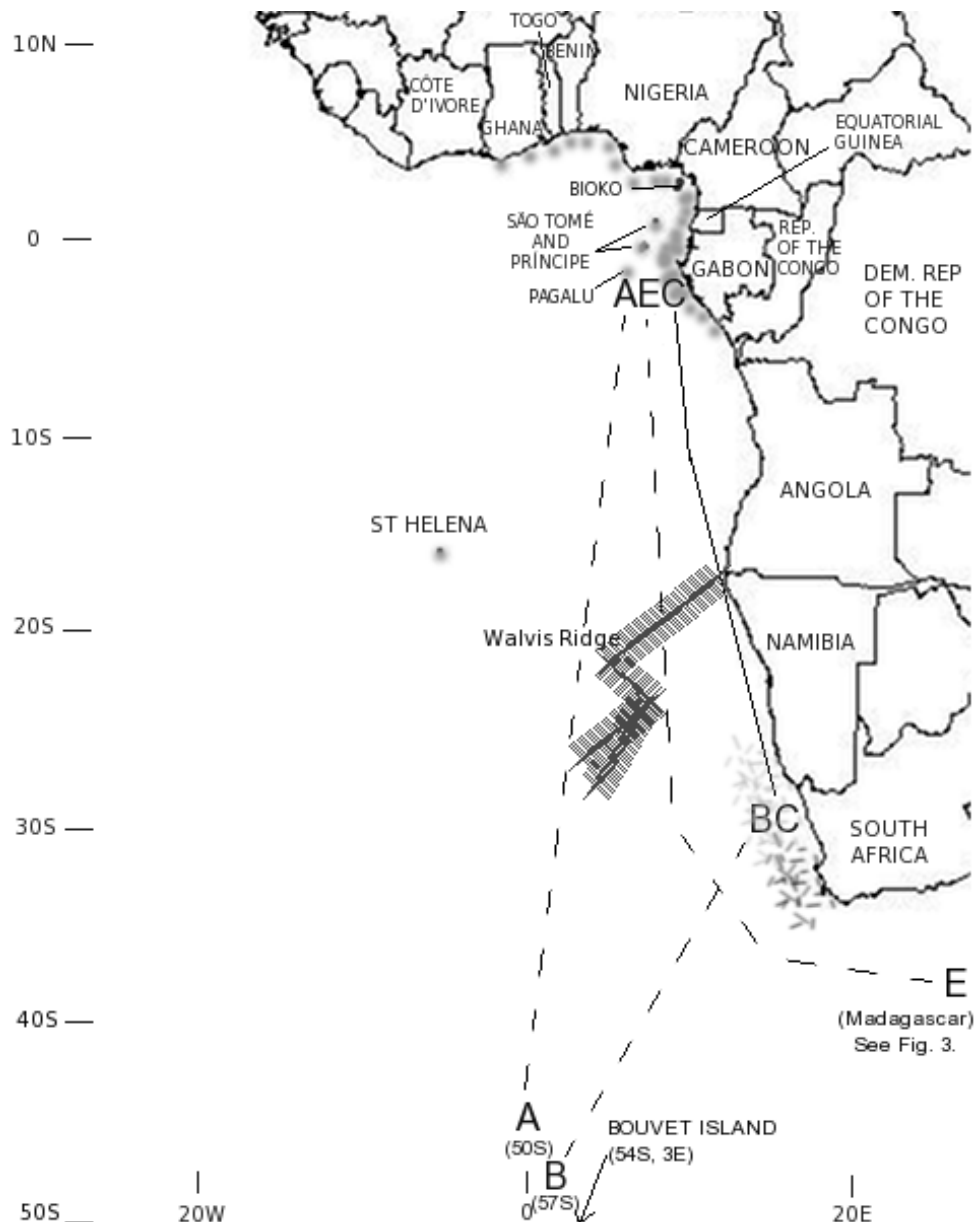 10N
TOGO
BENIN
CÔTE
D'IVORE
GHANA
NIGERIA
EQUATORIAL
GUINEA
CAMEROON
BIOKO
0
SÃO TOMÉ
AND
PRÍNCIPE
REP.
OF THE
CONGO
GABON
DEM. REP
OF THE
CONGO
PAGALU
AEC
10S
ANGOLA
ST HELENA
20S
Walvis Ridge
NAMIBIA
30S
BC
SOUTH
AFRICA
E
(Madagascar)
See Fig. 3.
40S
A
(50S)
BOUVET ISLAND
(54S, 3E)
B
(57S)
50S
20W
0
20E